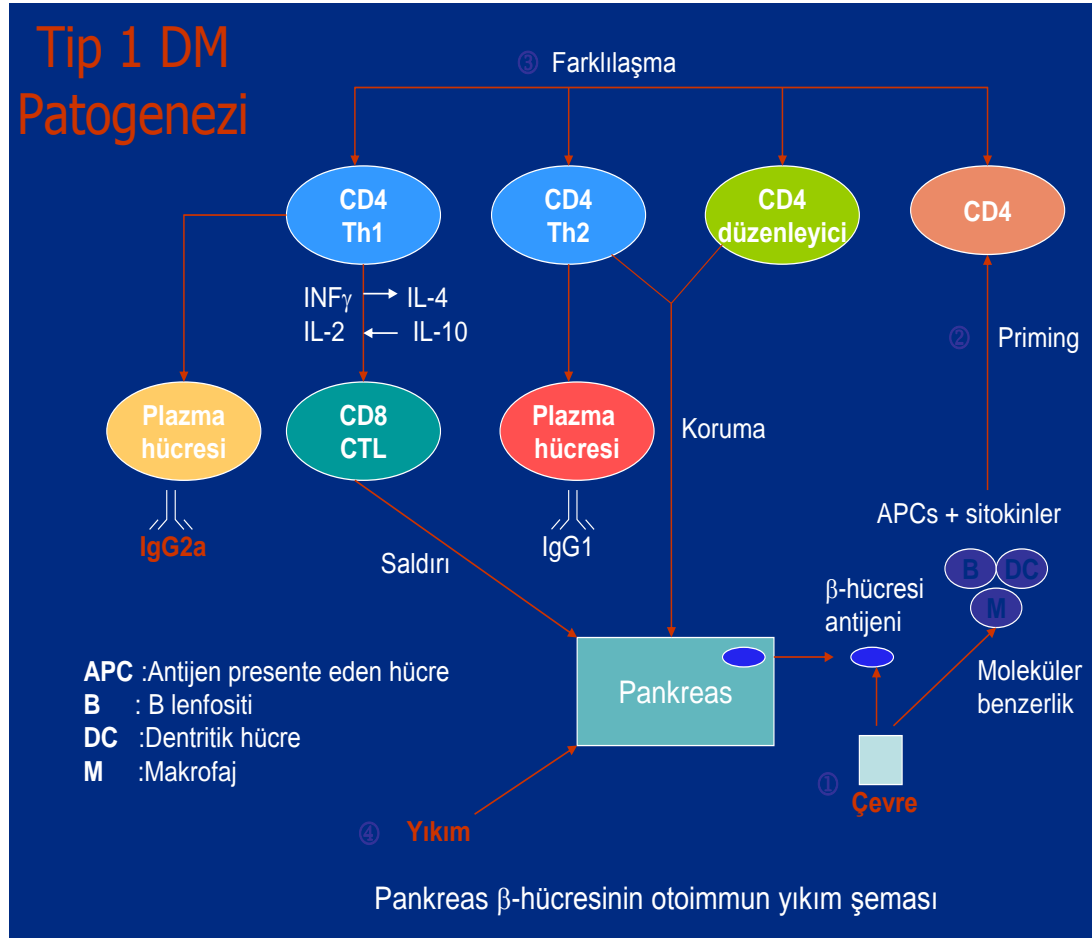 Tip 1 DM
Patogenezi
③ Farklılaşma
CD4
Th1
CD4
Th2
CD4
düzenleyici
CD4
INFγ
IL-4
IL-2
IL-10
② Priming
Plazma
hücresi
CD8
CTL
Plazma
hücresi
Koruma
IgG2a
IgG1
Saldırı
APCs + sitokinler
B
DC
M
β-hücresi
antijeni
Moleküler
benzerlik
Pankreas
APC :Antijen presente eden hücre
B : B lenfositi
DC :Dentritik hücre
M :Makrofaj
① Çevre
④ Yıkım
Pankreas β-hücresinin otoimmun yıkım şeması